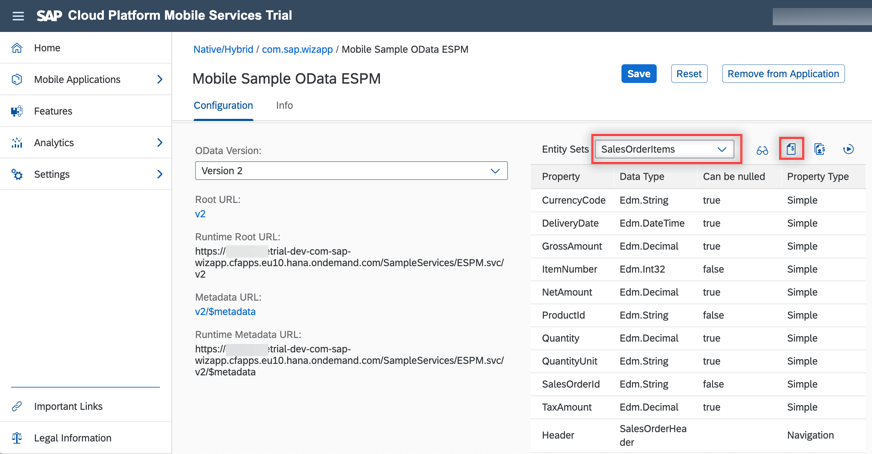 SAP Cloud Platform Mobile Services Trial
Home
Mobile Applications
Features
Analytics
Settings
Important Links
Legal Information
Native/Hybrid / com.sap.wizapp / Mobile Sample OData ESPM
Mobile Sample OData ESPM
Save Reset Remove from Application
Configuration Info
OData Version:
Version 2
Root URL:
v2
Runtime Root URL:
https:// etrial-dev-com-sap-
wizapp.cfapps.eu10.hana.ondemand.com/SampleServices/ESPM.svc/
v2
Metadata URL:
v2/$metadata
Runtime Metadata URL:
https:// etrial-dev-com-sap-
wizapp.cfapps.eu10.hana.ondemand.com/SampleServices/ESPM.svc/
v2/$metadata
Entity Sets SalesOrderItems
Property Data Type Can be nulled Property Type
CurrencyCode Edm.String true Simple
DeliveryDate Edm.DateTime true Simple
GrossAmount Edm.Decimal true Simple
ItemNumber Edm.Int32 false Simple
NetAmount Edm.Decimal true Simple
ProductId Edm.String false Simple
Quantity Edm.Decimal true Simple
QuantityUnit Edm.String true Simple
SalesOrderId Edm.String false Simple
TaxAmount Edm.Decimal true Simple
Header SalesOrderHea Navigation
der